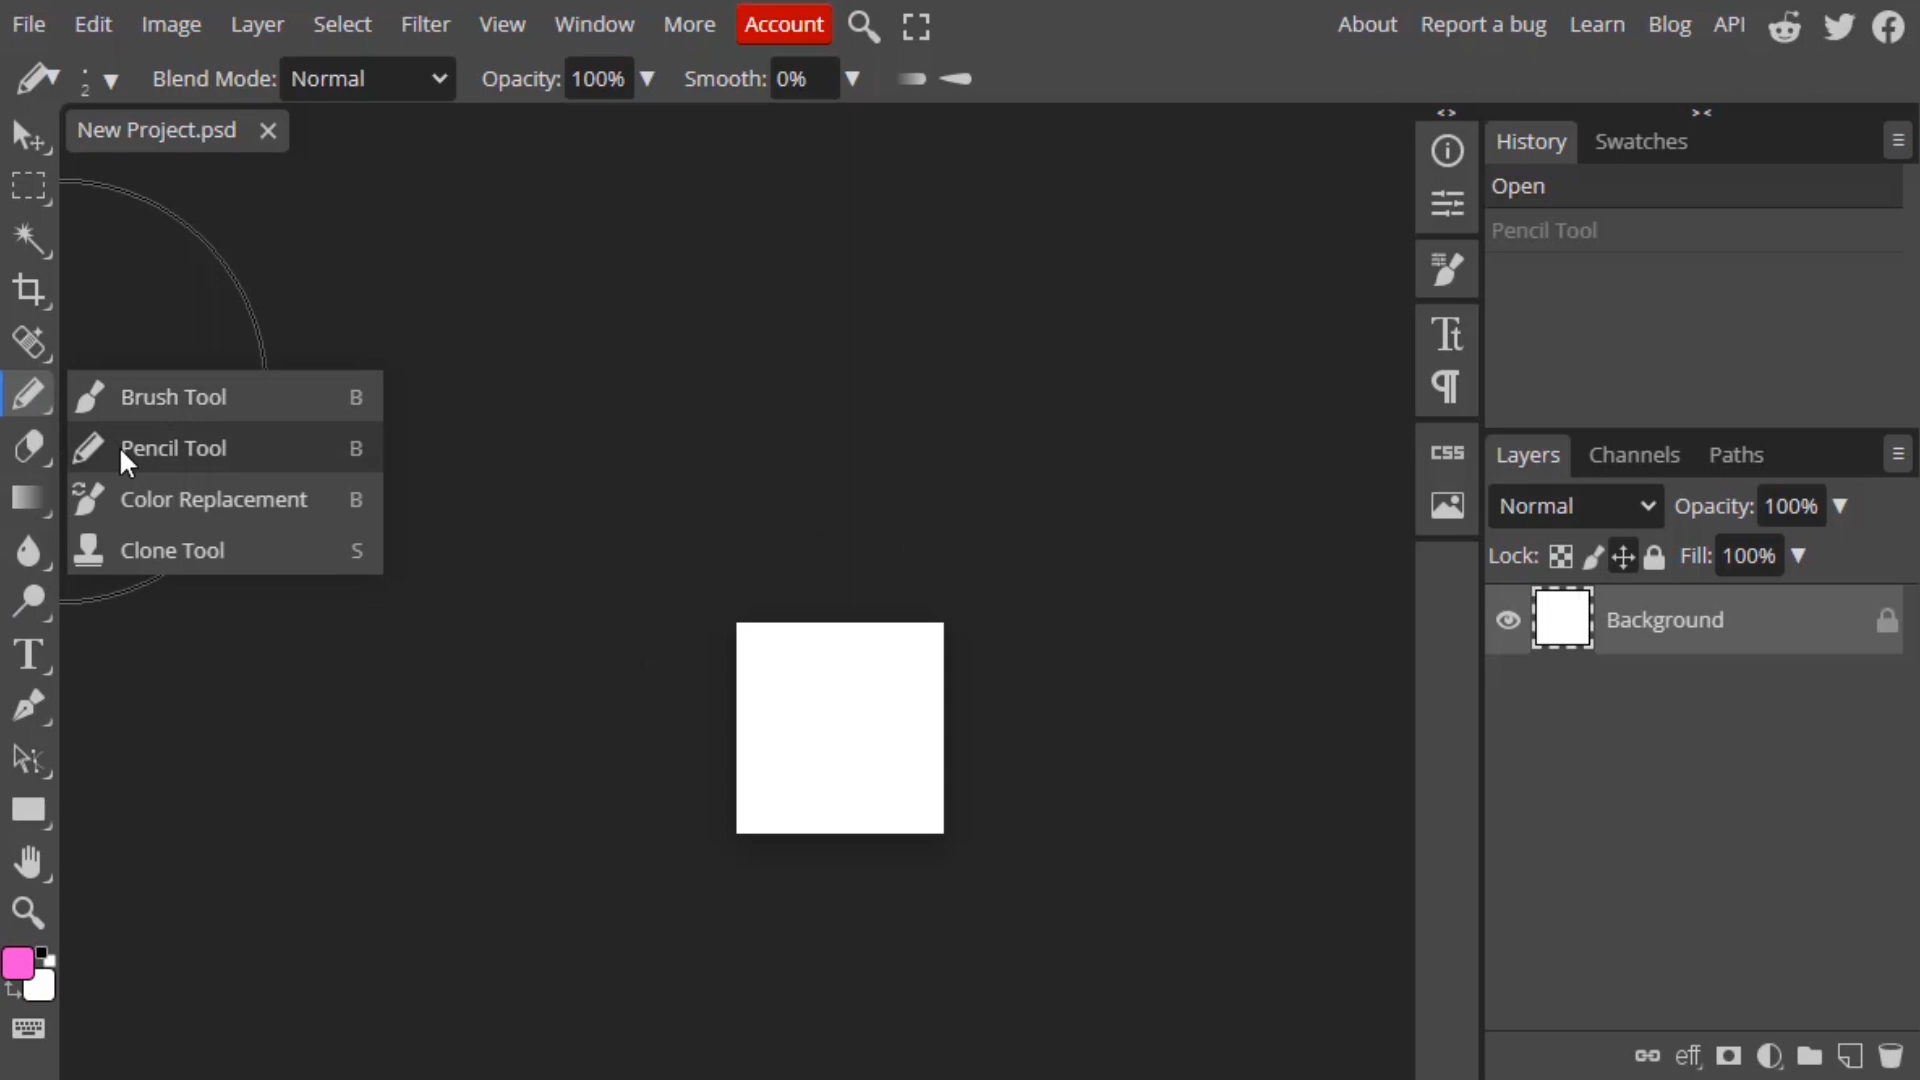 File Edit Image Layer Select Filter View Window More Account About Report a bug Learn Blog API
2 Blend Mode: Normal Opacity: 100% Smooth: 0%
New Project.psd
History Swatches
Open
Pencil Tool
Brush Tool B
Pencil Tool B
Color Replacement B
Clone Tool S
CSS
Layers Channels Paths
Normal Opacity: 100%
Lock: Fill: 100%
Background
eff